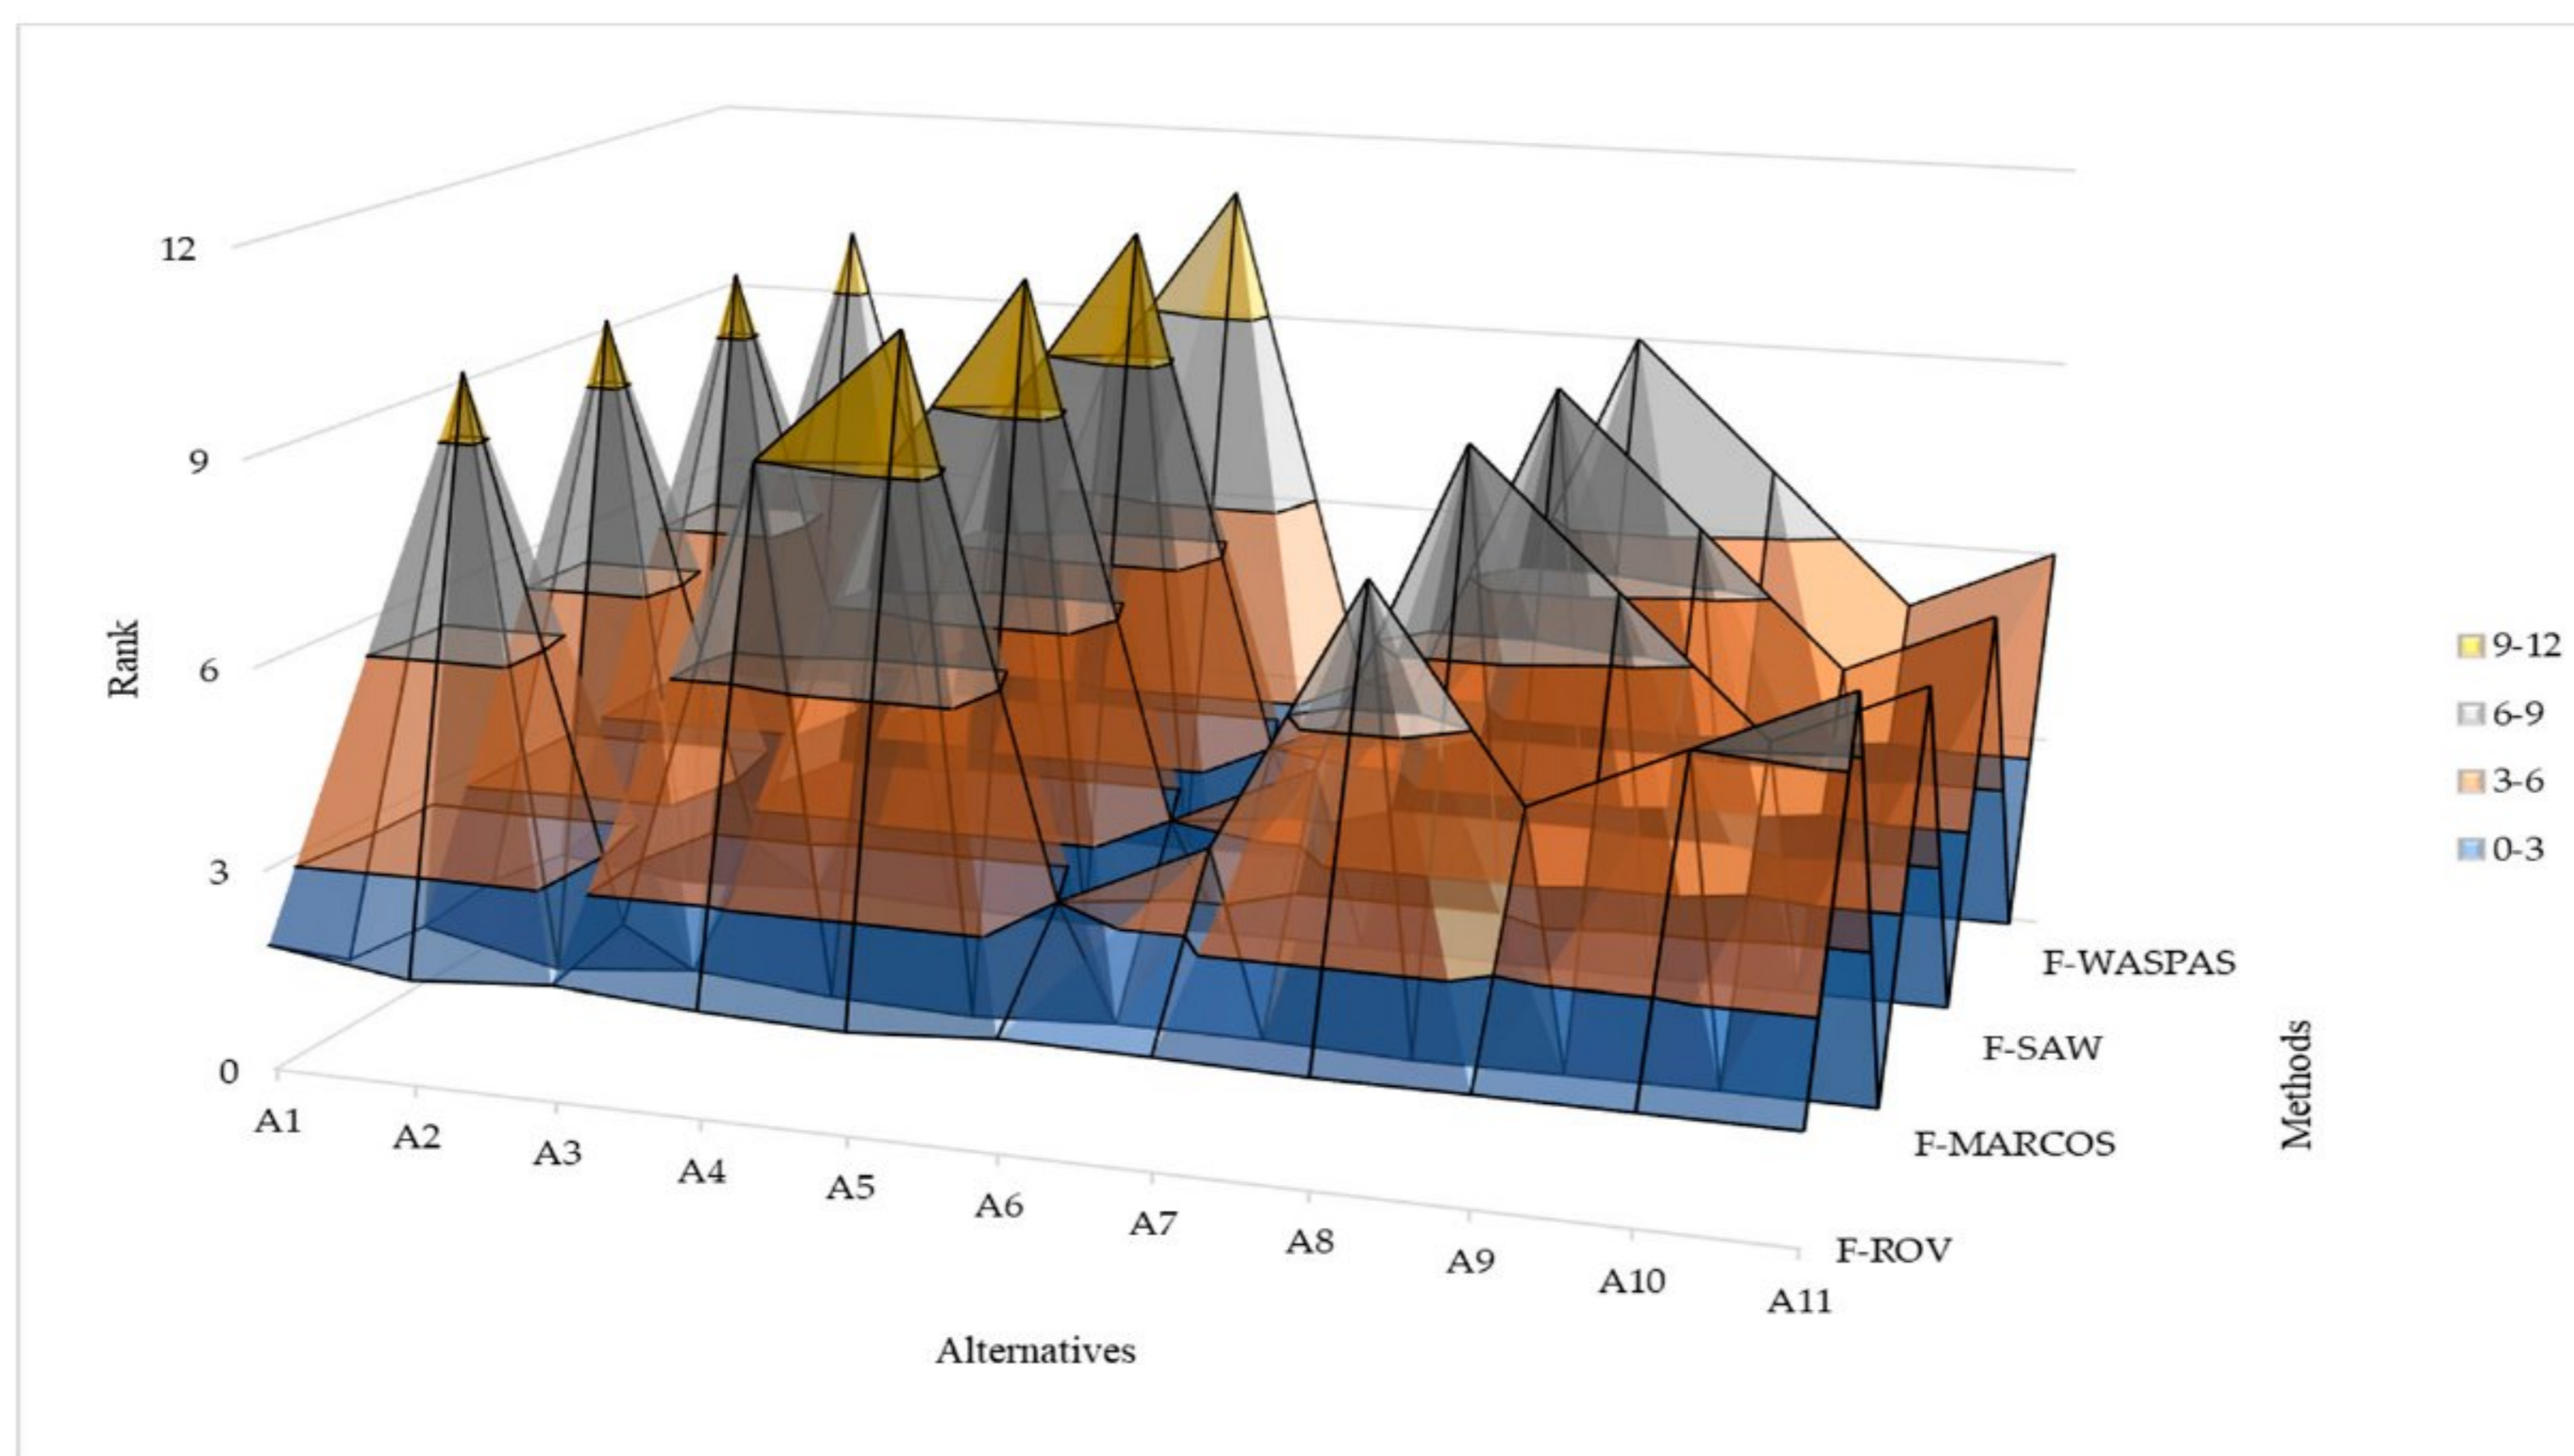 12
9
6
3
0
Rank
A1
A2
A3
A4
A5
A6
A7
A8
A9
A10
A11
Alternatives
F-WASPAS
F-SAW
F-MARCOS
F-ROV
Methods
9-12
6-9
3-6
0-3